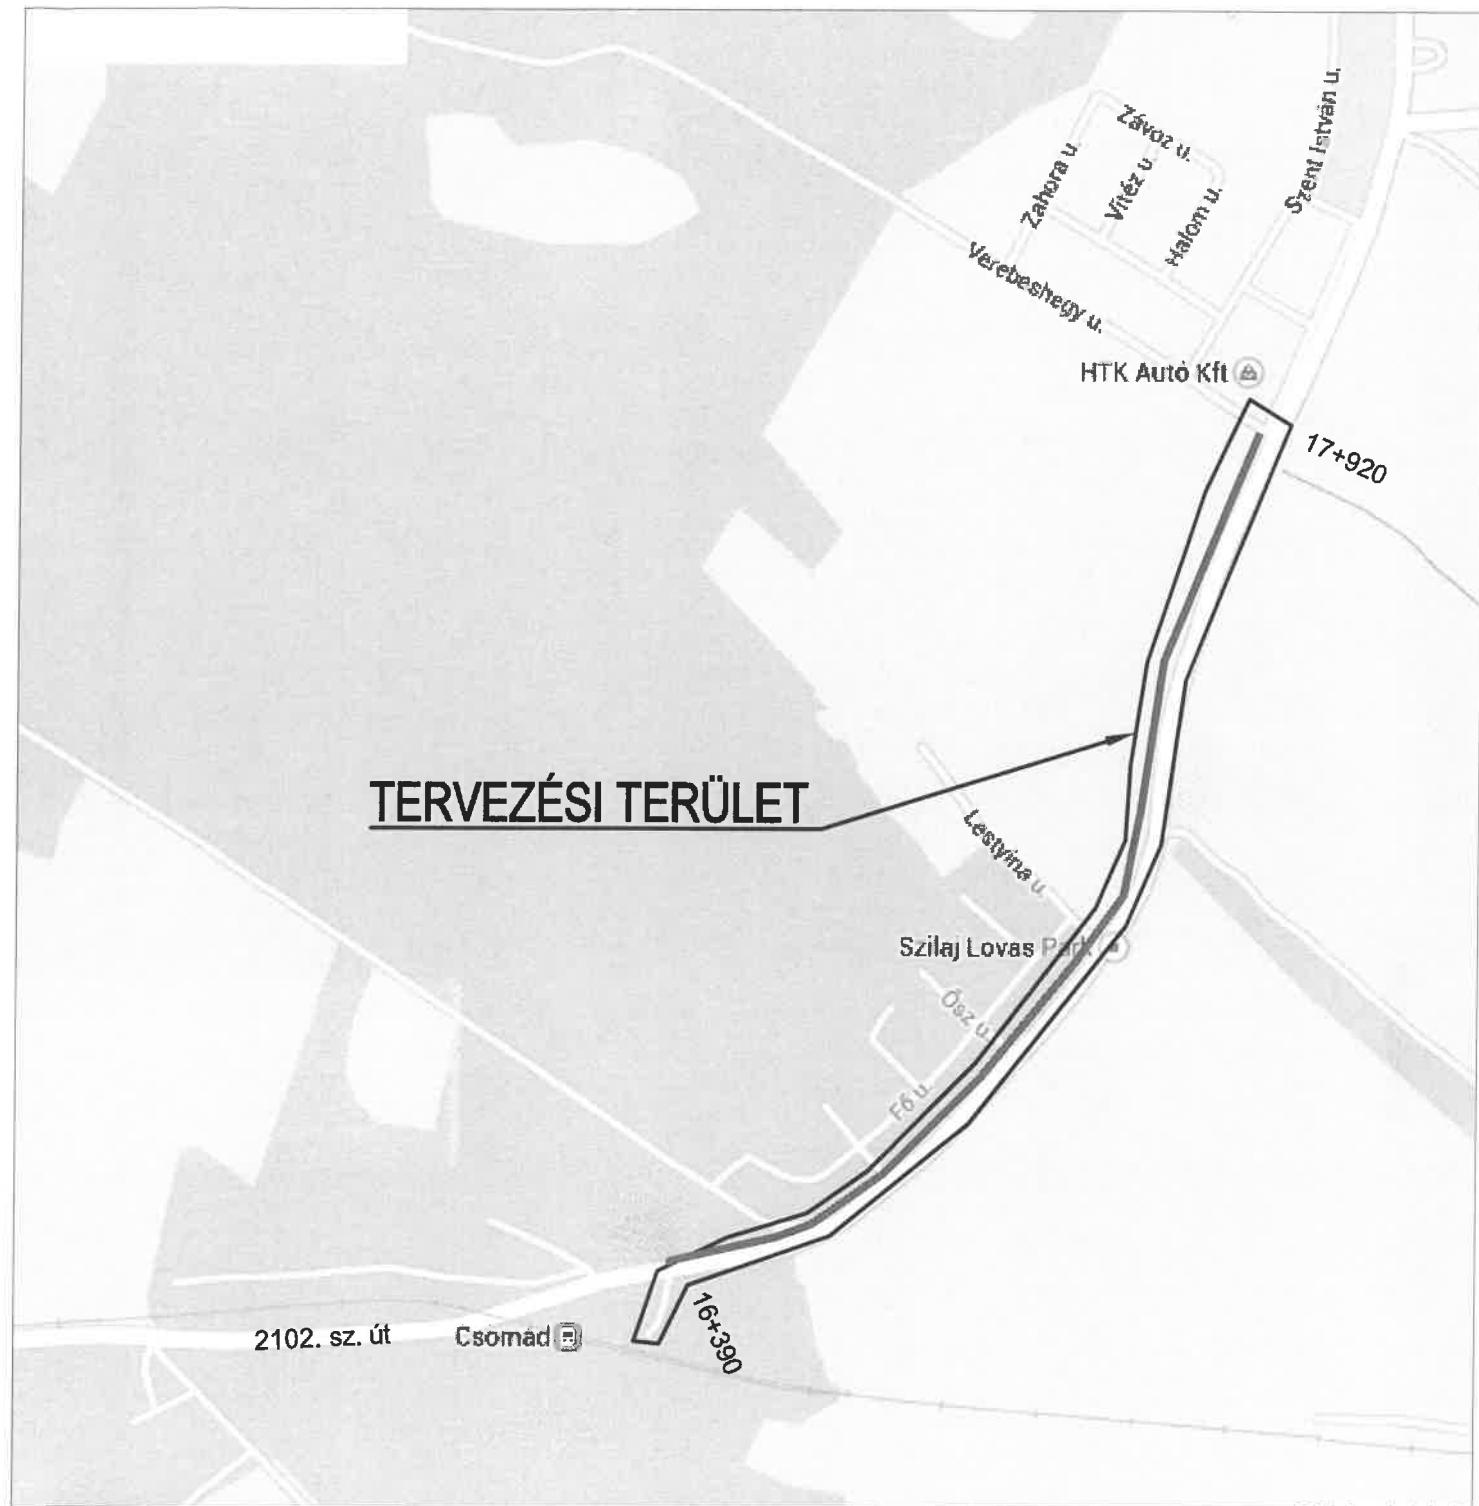 Závoz u.
Szent István u.
Zahora u.
Vitéz u.
Halom u.
Verebeshegy u.
HTK Autó Kft
17+920
TERVEZÉSI TERÜLET
Lestyina u.
Szilaj Lovas Park
Ősz u.
Fő u.
16+390
2102. sz. út
Csomád